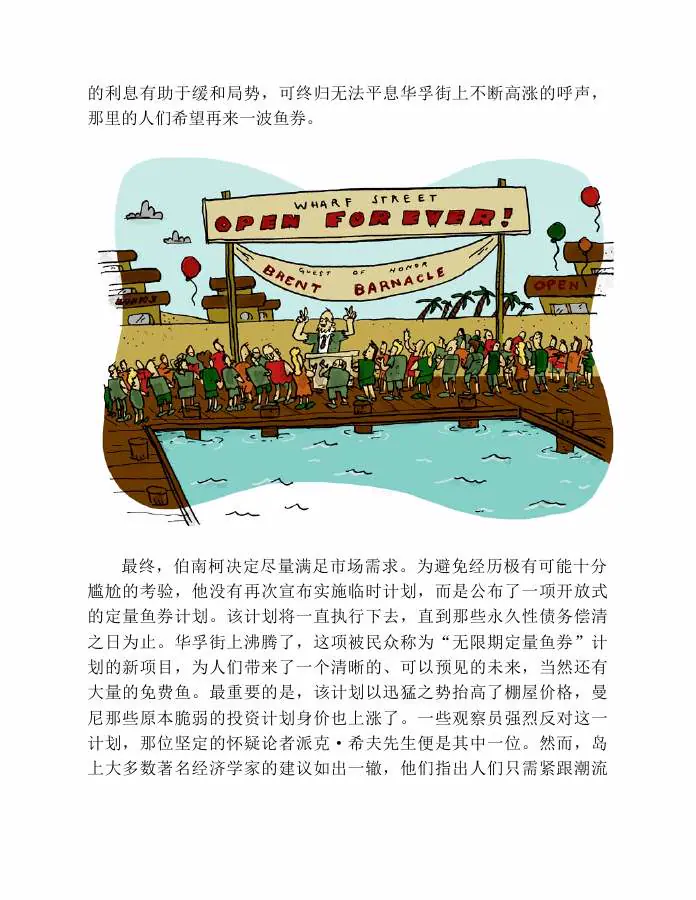 的利息有助于缓和局势，可终归无法平息华孚街上不断高涨的呼声，
那里的人们希望再来一波鱼券。
WHARF STREET
OPEN FOREVER!
GUEST OF HONOR
BRENT BARNACLE
OPEN
最终，伯南柯决定尽量满足市场需求。为避免经历极有可能十分
尴尬的考验，他没有再次宣布实施临时计划，而是公布了一项开放式
的定量鱼券计划。该计划将一直执行下去，直到那些永久性债务偿清
之日为止。华孚街上沸腾了，这项被民众称为“无限期定量鱼券”计
划的新项目，为人们带来了一个清晰的、可以预见的未来，当然还有
大量的免费鱼。最重要的是，该计划以迅猛之势抬高了棚屋价格，曼
尼那些原本脆弱的投资计划身价也上涨了。一些观察员强烈反对这一
计划，那位坚定的怀疑论者派克·希夫先生便是其中一位。然而，岛
上大多数著名经济学家的建议如出一辙，他们指出人们只需紧跟潮流